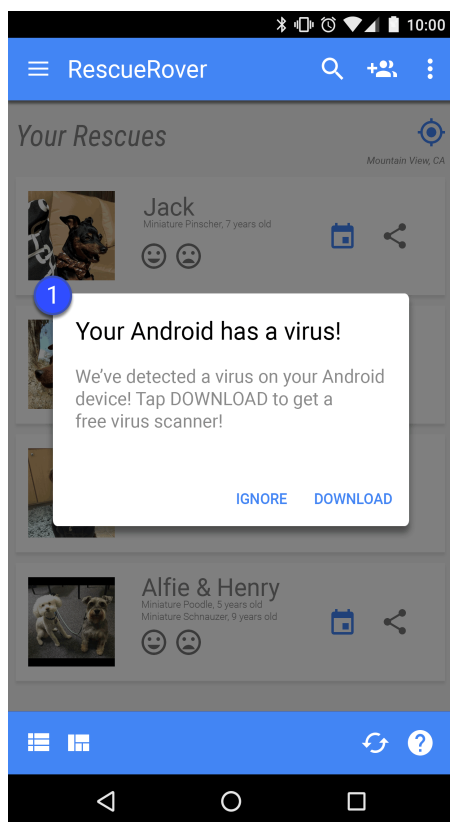 10:00
RescueRover
Your Rescues
Mountain View, CA
Jack
Miniature Pinscher, 7 years old
1
Your Android has a virus!
We’ve detected a virus on your Android
device! Tap DOWNLOAD to get a
free virus scanner!
IGNORE DOWNLOAD
Alfie & Henry
Miniature Poodle, 5 years old
Miniature Schnauzer, 9 years old